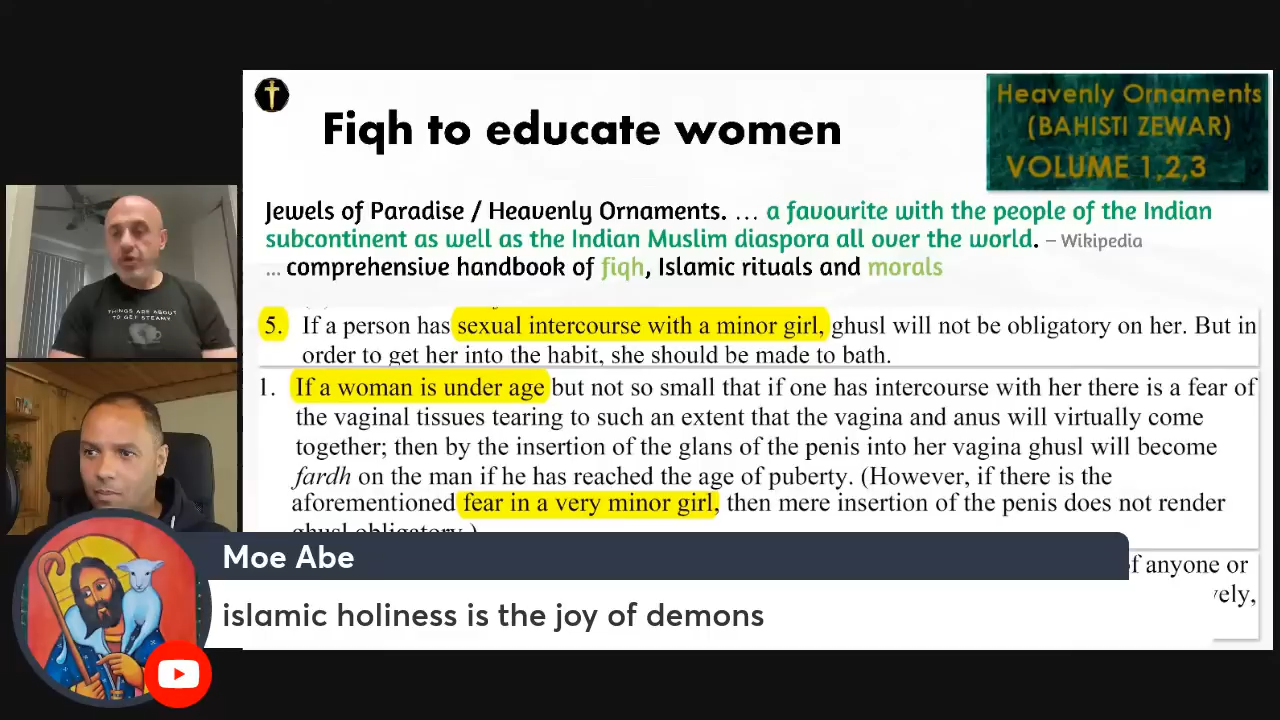 Fiqh to educate women
Heavenly Ornaments
(BAHISTI ZEWAR)
VOLUME 1,2,3
Jewels of Paradise / Heavenly Ornaments. … a favourite with the people of the Indian
subcontinent as well as the Indian Muslim diaspora all over the world. – Wikipedia
... comprehensive handbook of fiqh, Islamic rituals and morals
5. If a person has sexual intercourse with a minor girl, ghusl will not be obligatory on her. But in
order to get her into the habit, she should be made to bath.
1. If a woman is under age but not so small that if one has intercourse with her there is a fear of
the vaginal tissues tearing to such an extent that the vagina and anus will virtually come
together; then by the insertion of the glans of the penis into her vagina ghusl will become
fardh on the man if he has reached the age of puberty. (However, if there is the
aforementioned fear in a very minor girl, then mere insertion of the penis does not render
ghusl obligatory.)
of anyone or
THINGS ARE ABOUT
TO GET STEAMY
Moe Abe
islamic holiness is the joy of demons